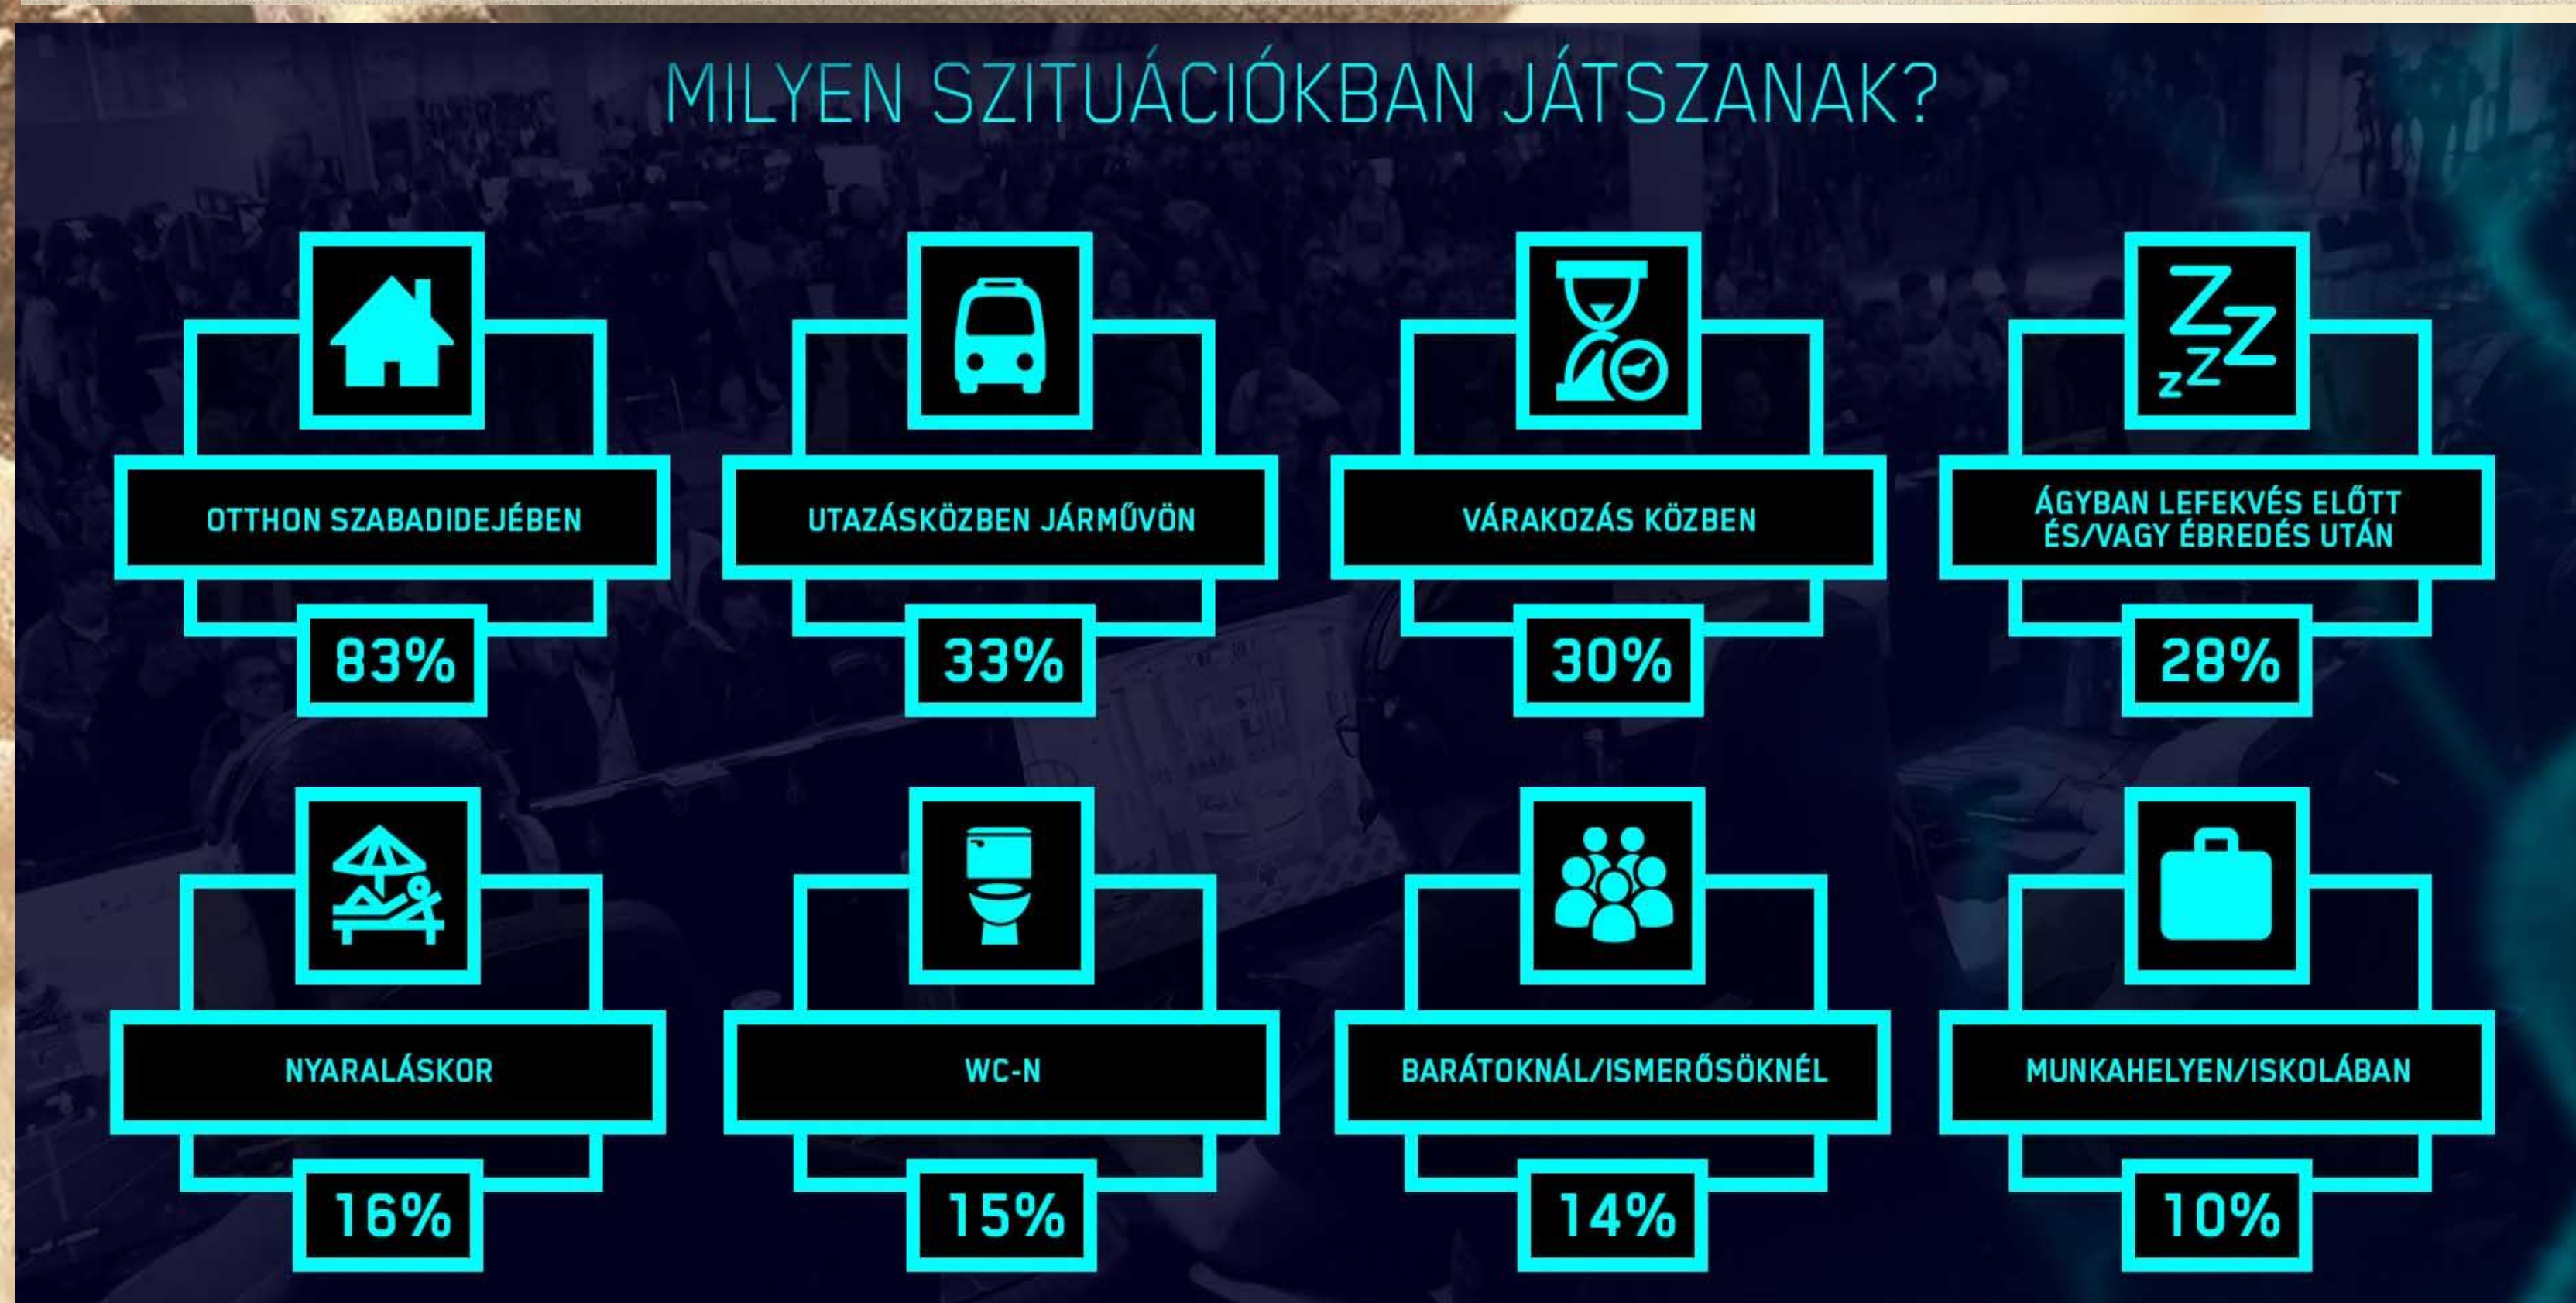 MILYEN SZITUÁCIÓKBAN JÁTSZANAK?
OTTHON SZABADIDEJÉBEN
83%
UTAZÁSKÖZBEN JÁRMŰVÖN
33%
VÁRAKOZÁS KÖZBEN
30%
ÁGYBAN LEFEKVÉS ELŐTT
ÉS/VAGY ÉBREDÉS UTÁN
28%
NYARALÁSKOR
16%
WC-N
15%
BARÁTOKNÁL/ISMERŐSÖKNÉL
14%
MUNKAHELYEN/ISKOLÁBAN
10%